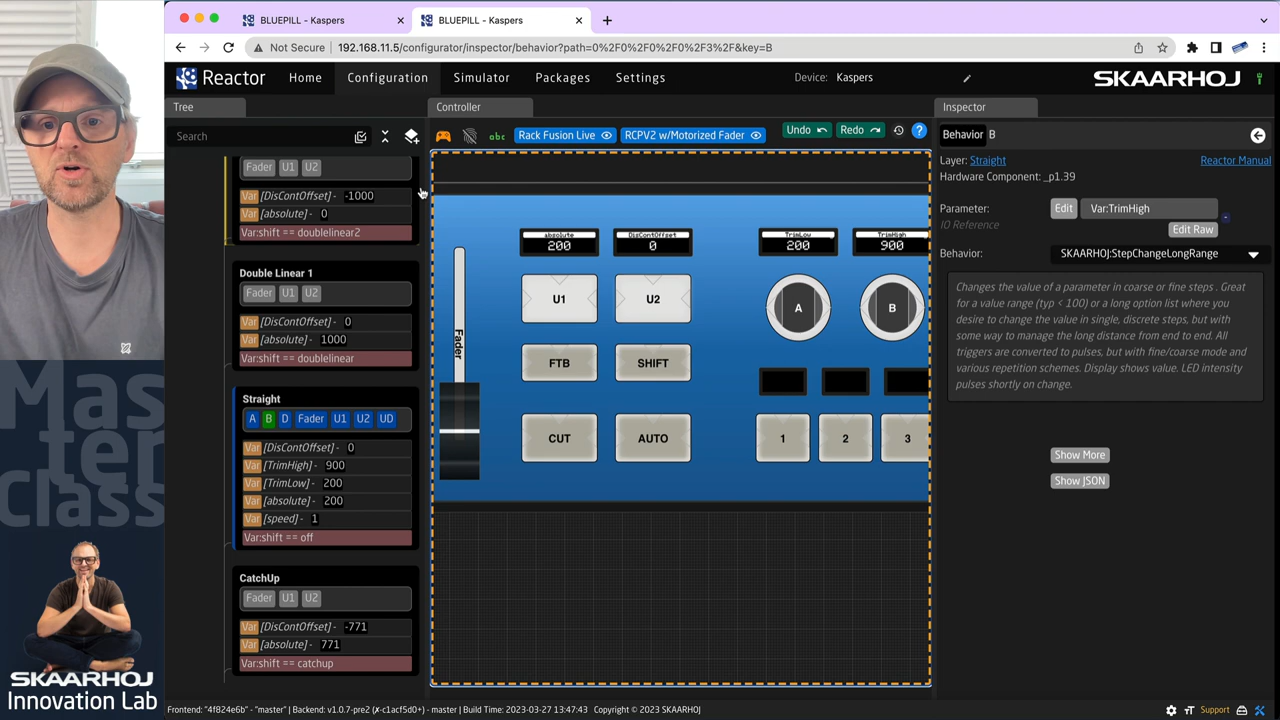 BLUEPILL - Kaspers
BLUEPILL - Kaspers
Not Secure | 192.168.11.5/configurator/inspector/behavior?path=0%2F0%2F0%2F0%2F3%2F&key=B
Reactor Home Configuration Simulator Packages Settings Device: Kaspers SKAARHOJ
Tree
Search
Fader U1 U2
Var [DisContOffset] - -1000
Var [absolute] - 0
Var:shift == doublelinear2
Double Linear 1
Fader U1 U2
Var [DisContOffset] - 0
Var [absolute] - 1000
Var:shift == doublelinear
Straight
A B D Fader U1 U2 UD
Var [DisContOffset] - 0
Var [TrimHigh] - 900
Var [TrimLow] - 200
Var [absolute] - 200
Var [speed] - 1
Var:shift == off
CatchUp
Fader U1 U2
Var [DisContOffset] - -771
Var [absolute] - 771
Var:shift == catchup
Controller
abc Rack Fusion Live RCPV2 w/Motorized Fader Undo Redo ?
absolute DisContOffset TrimLow TrimHigh
200 0 200 900
U1 U2 A B
Fader
FTB SHIFT
CUT AUTO 1 2 3
Inspector
Behavior B
Layer: Straight Reactor Manual
Hardware Component: _p1.39
Parameter: Edit Var:TrimHigh
IO Reference Edit Raw
Behavior: SKAARHOJ:StepChangeLongRange
Changes the value of a parameter in coarse or fine steps . Great
for a value range (typ < 100) or a long option list where you
desire to change the value in single, discrete steps, but with
some way to manage the long distance from end to end. All
triggers are converted to pulses, but with fine/coarse mode and
various repetition schemes. Display shows value. LED intensity
pulses shortly on change.
Show More
Show JSON
Mas
ter
Class
SKAARHOJ
Innovation Lab
Frontend: "4f824e6b" - "master" | Backend: v1.0.7-pre2 (X-c1acf5d0+) - master | Build Time: 2023-03-27 13:47:43 Copyright © 2023 SKAARHOJ
Support